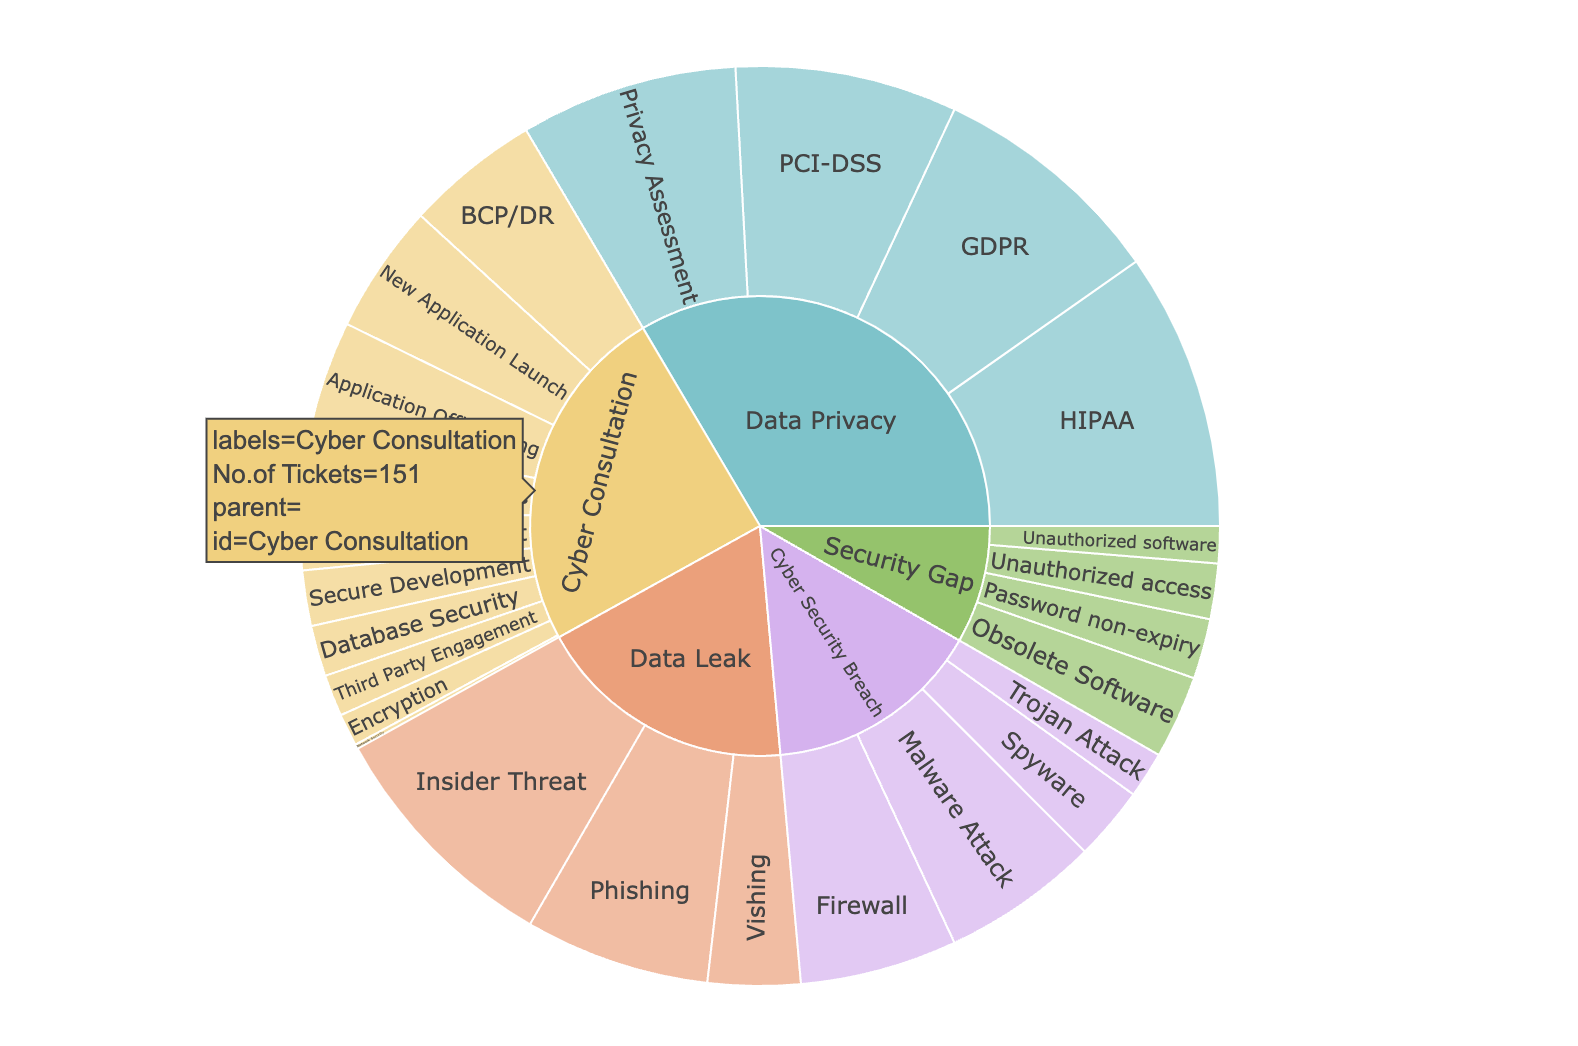 Privacy Assessment
PCI-DSS
GDPR
HIPAA
BCP/DR
New Application Launch
Application Off
ng
labels=Cyber Consultation
No.of Tickets=151
parent=
id=Cyber Consultation
Cyber Consultation
Data Privacy
Security Gap
Cyber Security Breach
Data Leak
Unauthorized software
Unauthorized access
Password non-expiry
Obsolete Software
Secure Development
Database Security
Third Party Engagement
Encryption
Trojan Attack
Spyware
Malware Attack
Firewall
Insider Threat
Phishing
Vishing